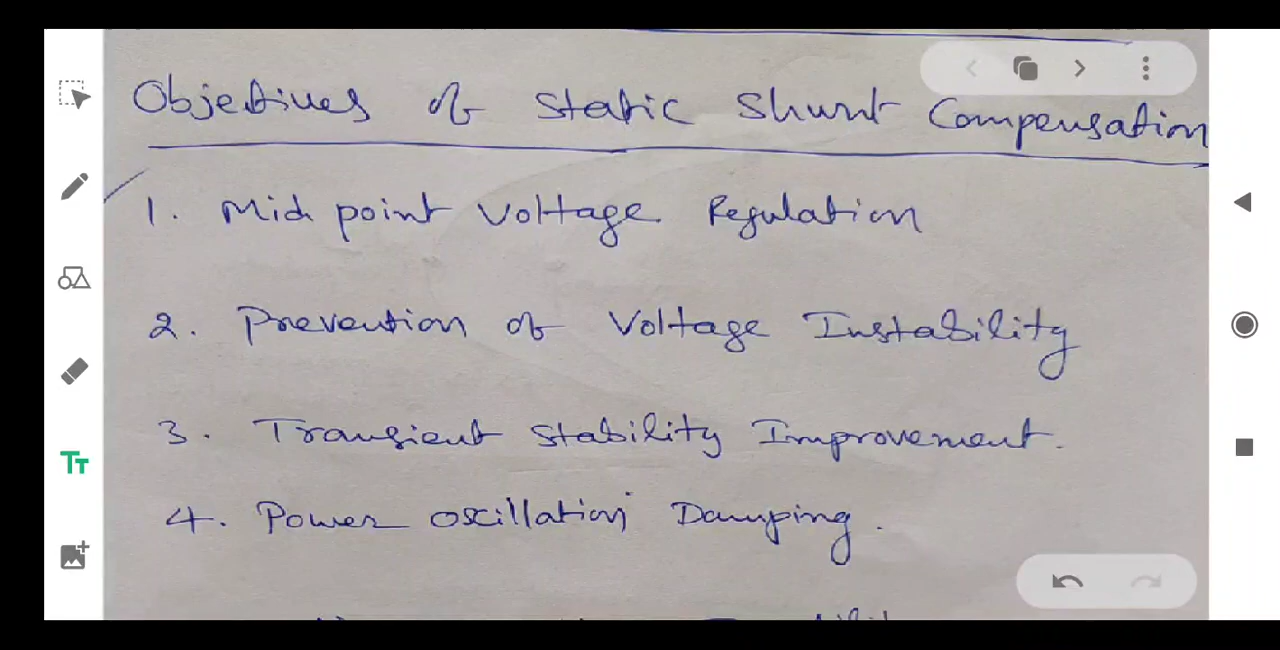 Objectives of Static Shunt Compensation
1. Mid point Voltage Regulation
2. Prevention of Voltage Instability
3. Transient Stability Improvement.
4. Power oscillation Damping.